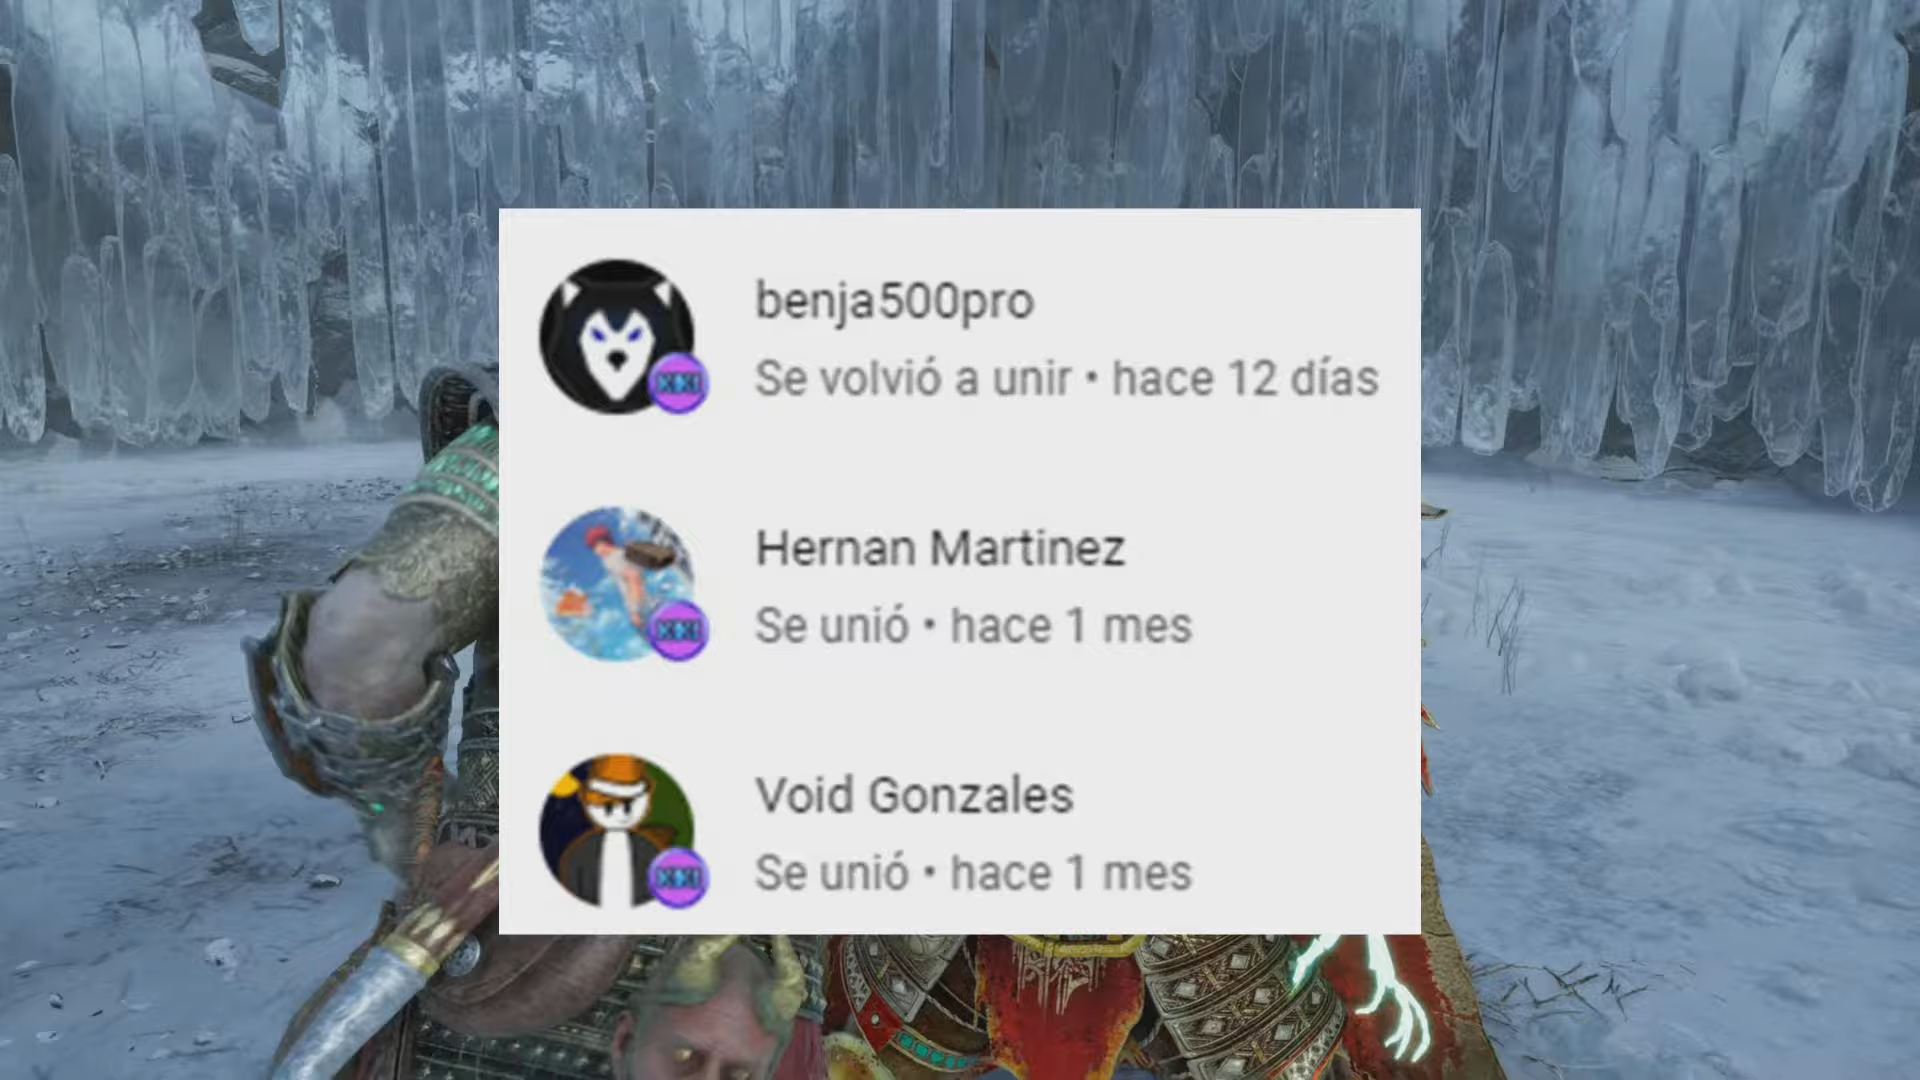 benja500pro
Se volvió a unir • hace 12 días
Hernan Martinez
Se unió • hace 1 mes
Void Gonzales
Se unió • hace 1 mes